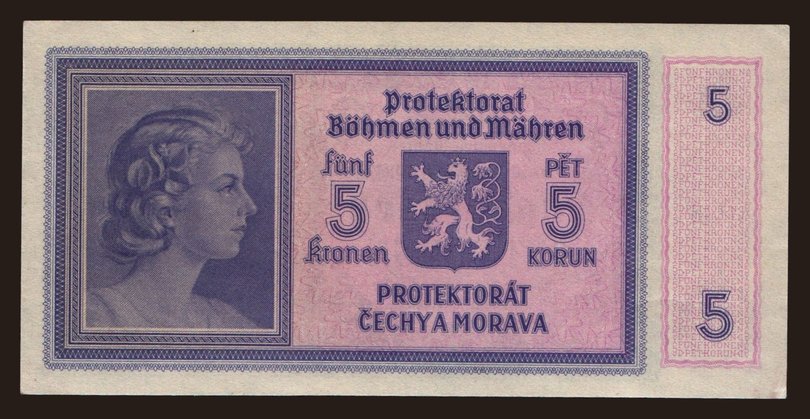 Protektorat
Böhmen und Mähren
fünf
5
Kronen
PĚT
5
KORUN
PROTEKTORÁT
ČECHY A MORAVA
5
5